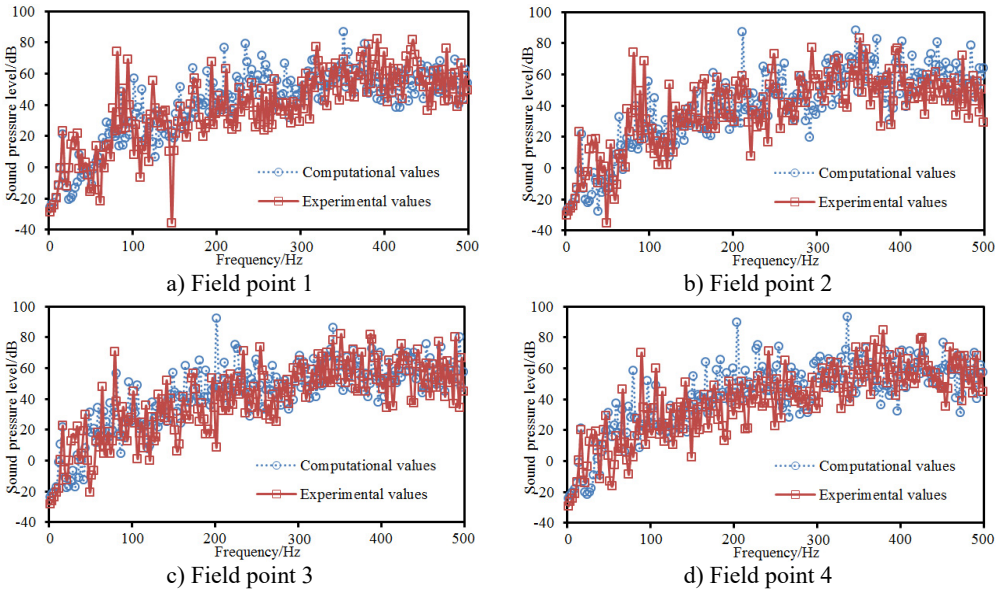 100
80
60
40
20
0
-20
-40
Sound pressure level/dB
0 100 200 300 400 500
Frequency/Hz
Computational values
Experimental values
a) Field point 1
100
80
60
40
20
0
-20
-40
Sound pressure level/dB
0 100 200 300 400 500
Frequency/Hz
Computational values
Experimental values
b) Field point 2
100
80
60
40
20
0
-20
-40
Sound pressure level/dB
0 100 200 300 400 500
Frequency/Hz
Computational values
Experimental values
c) Field point 3
100
80
60
40
20
0
-20
-40
Sound pressure level/dB
0 100 200 300 400 500
Frequency/Hz
Computational values
Experimental values
d) Field point 4